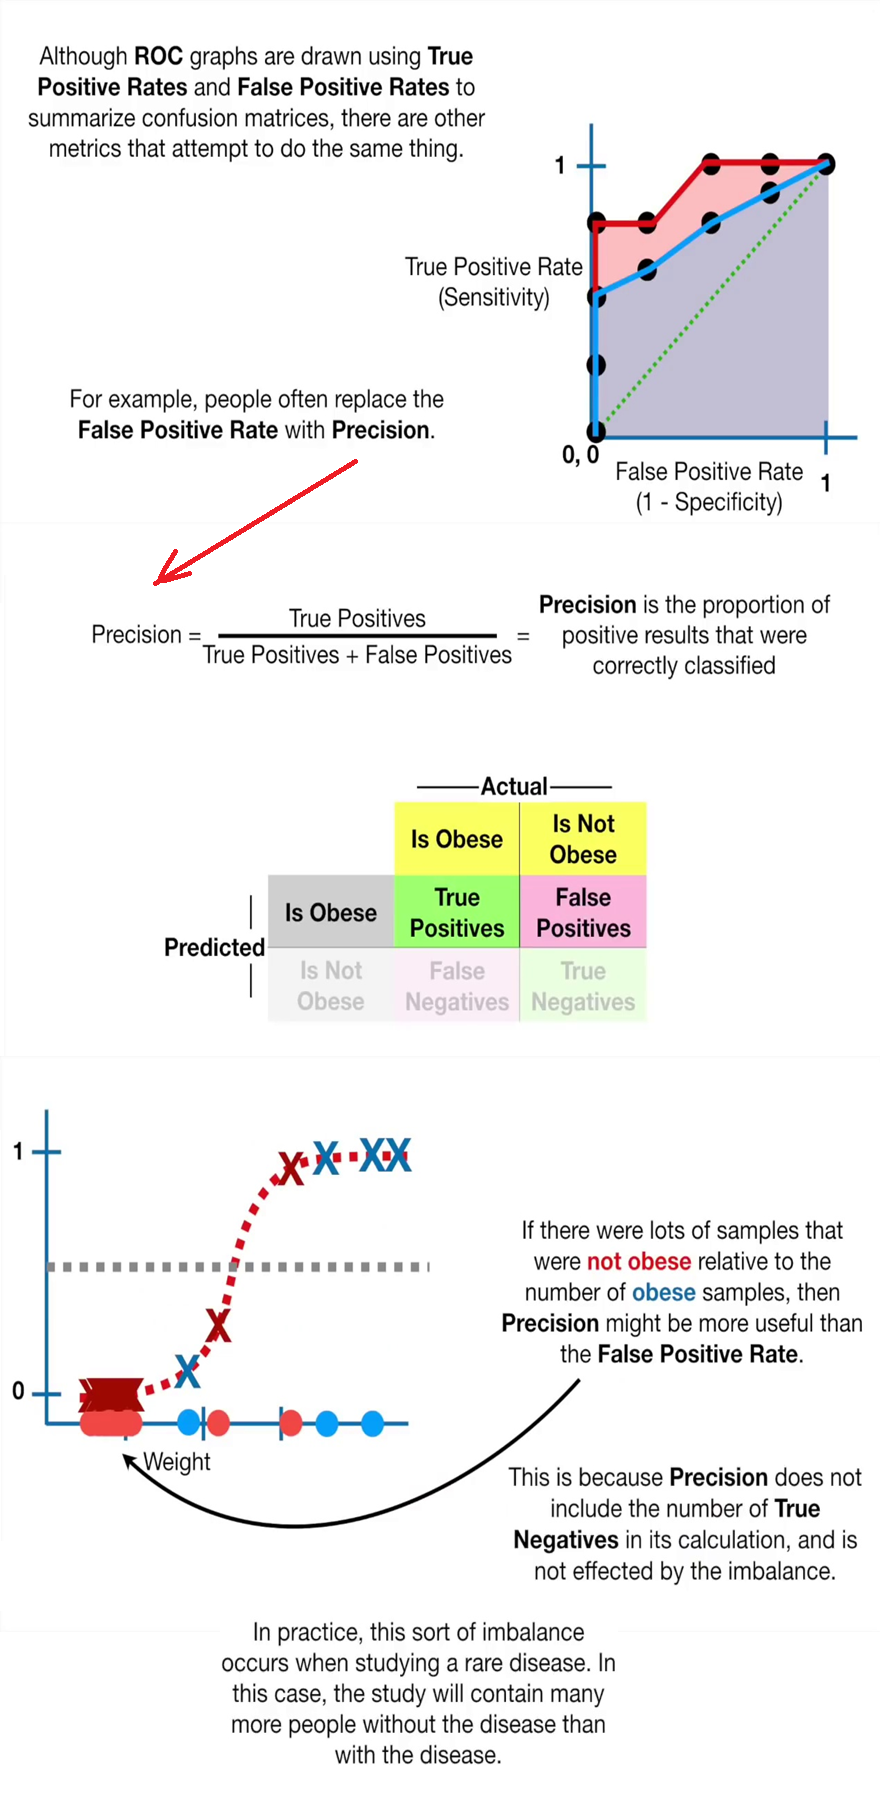 Although ROC graphs are drawn using True
Positive Rates and False Positive Rates to
summarize confusion matrices, there are other
metrics that attempt to do the same thing.
1
True Positive Rate
(Sensitivity)
For example, people often replace the
False Positive Rate with Precision.
0, 0
False Positive Rate
(1 - Specificity)
1
Precision =
True Positives
True Positives + False Positives
=
Precision is the proportion of
positive results that were
correctly classified
Actual
Is Obese
Is Not
Obese
Predicted
Is Obese
True
Positives
False
Positives
Is Not
Obese
False
Negatives
True
Negatives
1
0
X X X X
X
X
Weight
If there were lots of samples that
were not obese relative to the
number of obese samples, then
Precision might be more useful than
the False Positive Rate.
This is because Precision does not
include the number of True
Negatives in its calculation, and is
not effected by the imbalance.
In practice, this sort of imbalance
occurs when studying a rare disease. In
this case, the study will contain many
more people without the disease than
with the disease.